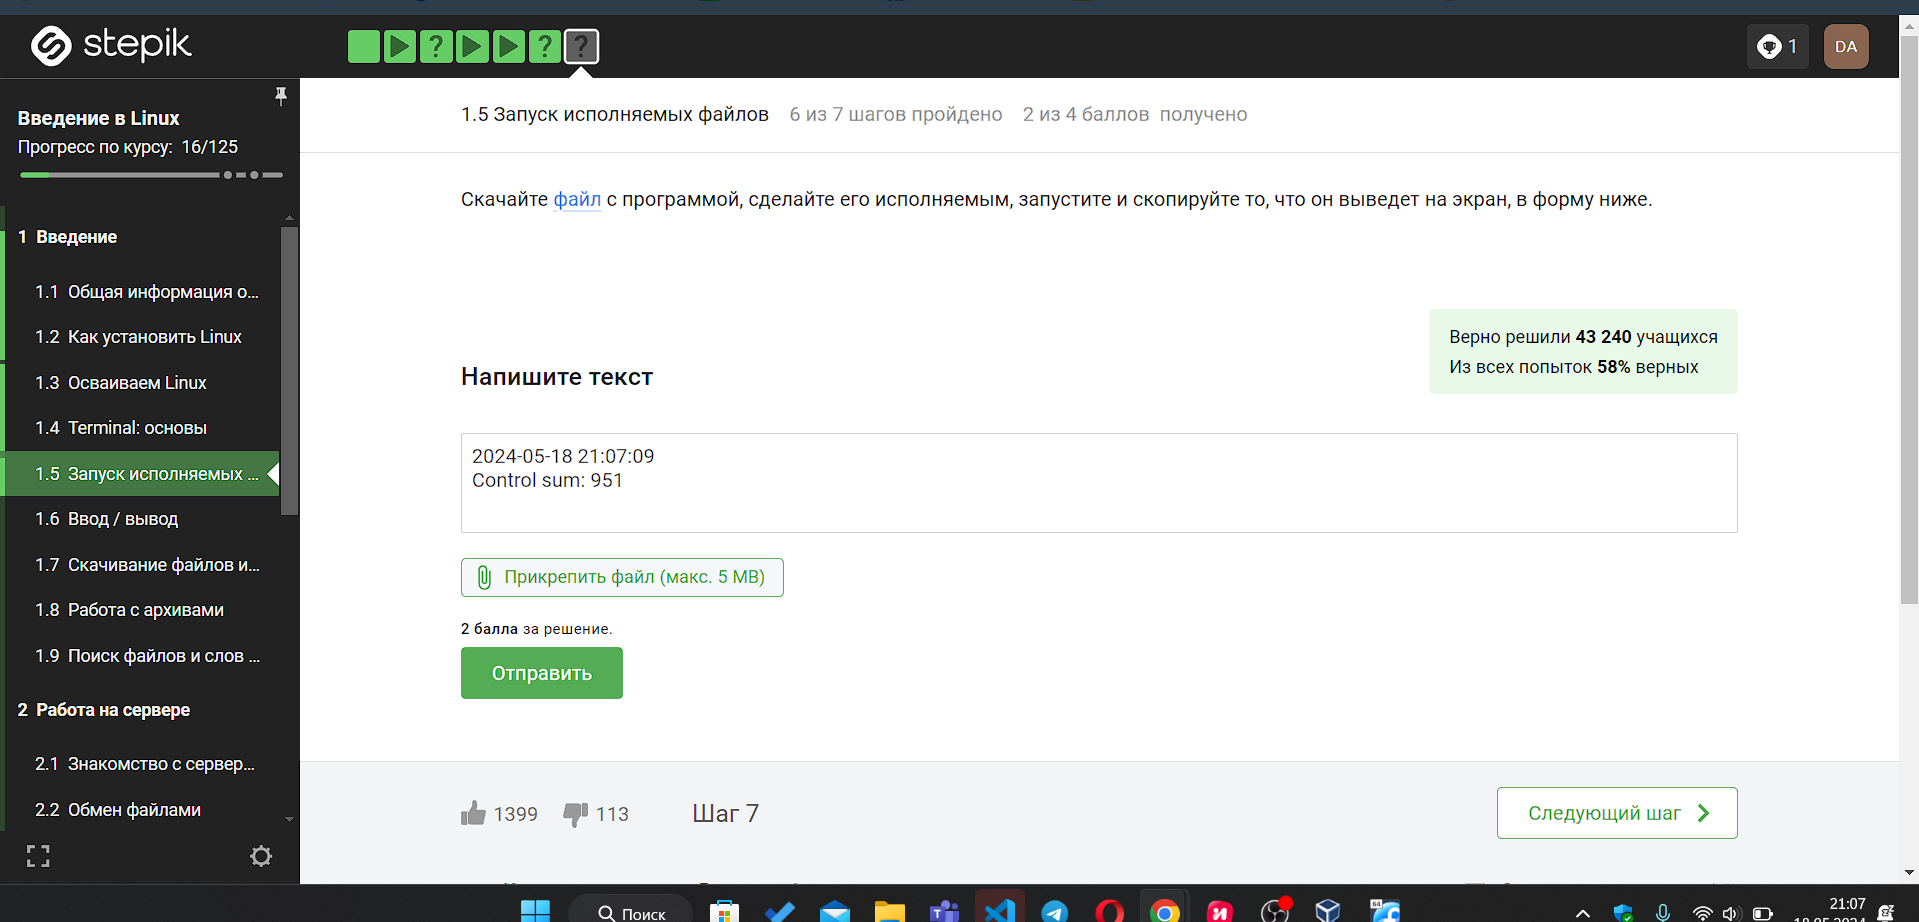 stepik
? ? ?
1
DA
Введение в Linux
Прогресс по курсу: 16/125
1 Введение
1.1 Общая информация о...
1.2 Как установить Linux
1.3 Осваиваем Linux
1.4 Terminal: основы
1.5 Запуск исполняемых ...
1.6 Ввод / вывод
1.7 Скачивание файлов и...
1.8 Работа с архивами
1.9 Поиск файлов и слов ...
2 Работа на сервере
2.1 Знакомство с сервер...
2.2 Обмен файлами
1.5 Запуск исполняемых файлов 6 из 7 шагов пройдено 2 из 4 баллов получено
Скачайте файл с программой, сделайте его исполняемым, запустите и скопируйте то, что он выведет на экран, в форму ниже.
Верно решили 43 240 учащихся
Из всех попыток 58% верных
Напишите текст
2024-05-18 21:07:09
Control sum: 951
Прикрепить файл (макс. 5 MB)
2 балла за решение.
Отправить
1399 113 Шаг 7
Следующий шаг
Поиск
64
21:07
18.05.2024